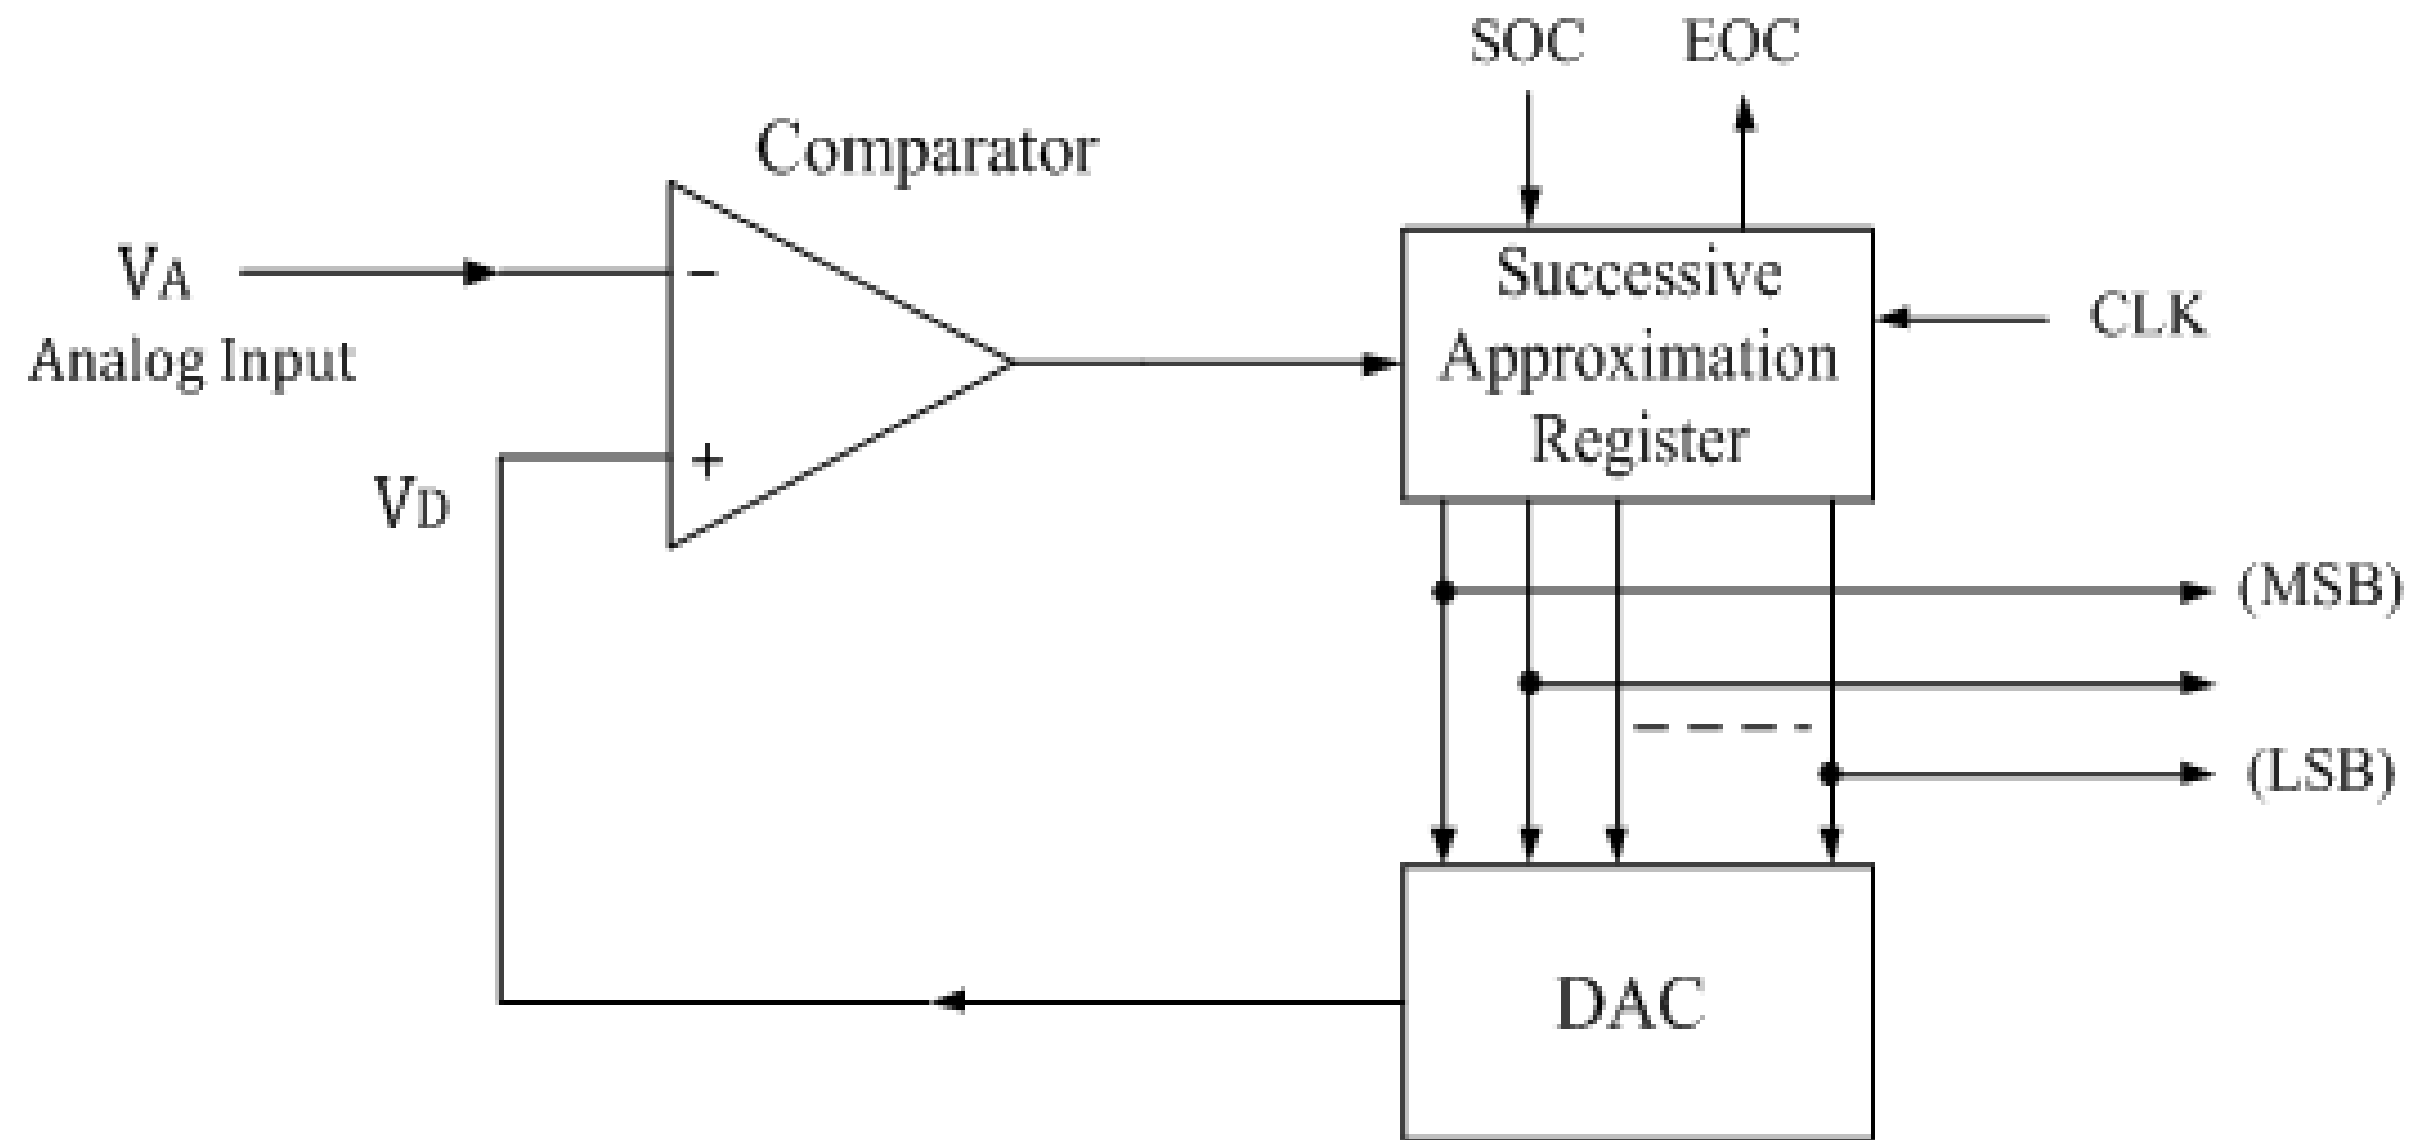 SOC
EOC
Comparator
VA
Analog Input
−
+
VD
Successive
Approximation
Register
CLK
(MSB)
(LSB)
DAC